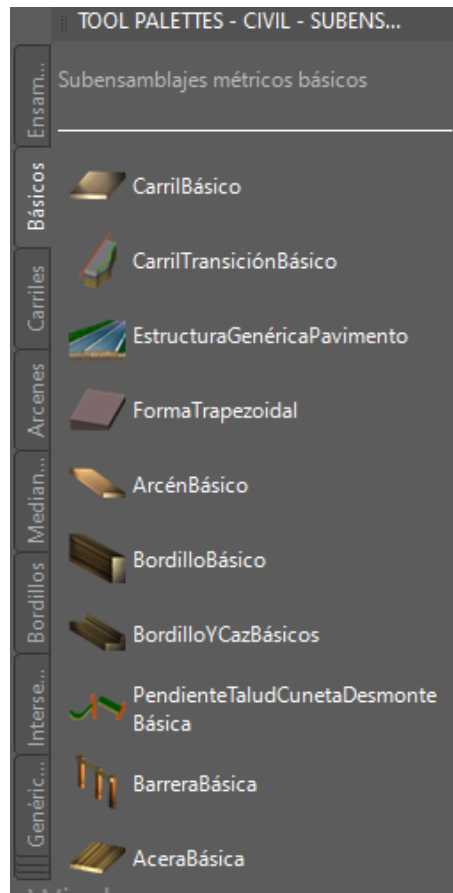 TOOL PALETTES - CIVIL - SUBENS...
Subensamblajes métricos básicos
Ensam...
Básicos
Carriles
Arcenes
Median...
Bordillos
Interse...
Genéric...
CarrilBásico
CarrilTransiciónBásico
EstructuraGenéricaPavimento
FormaTrapezoidal
ArcénBásico
BordilloBásico
BordilloYCazBásicos
PendienteTaludCunetaDesmonte
Básica
BarreraBásica
AceraBásica